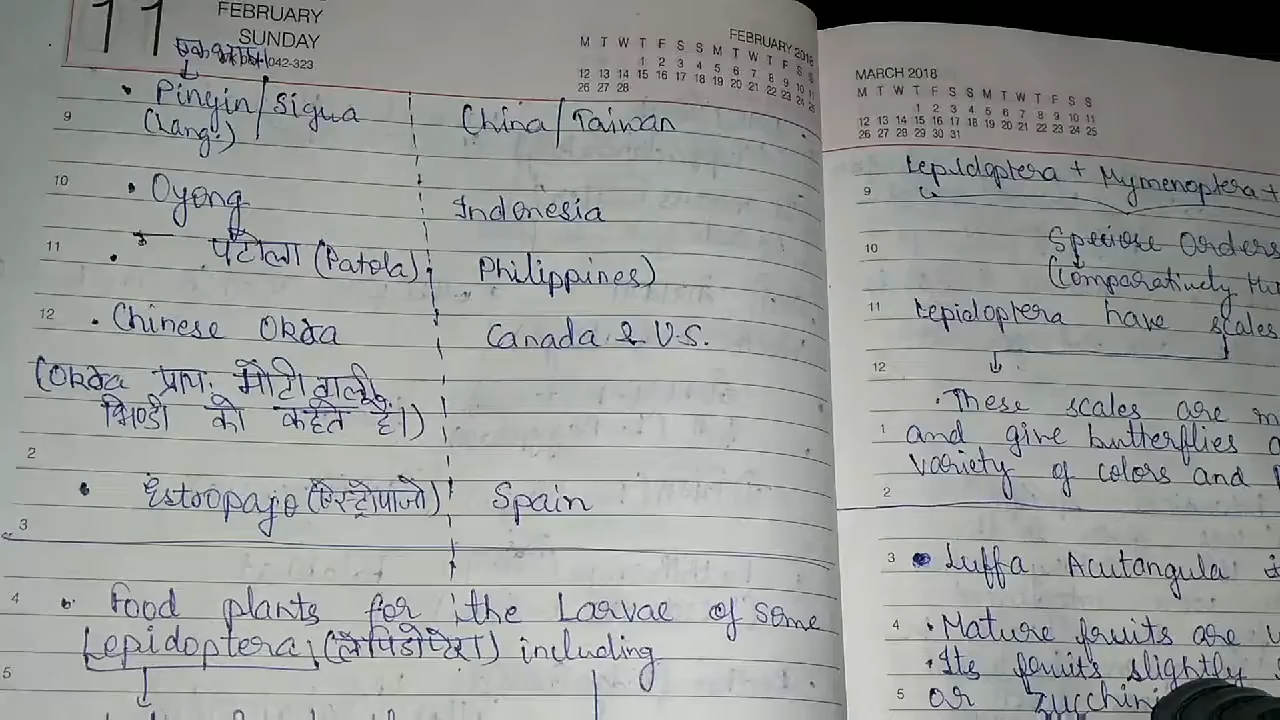 11
FEBRUARY
SUNDAY
042-323
FEBRUARY 2018
M T W T F S S M T W T F S S
1 2 3 4 5 6 7 8 9 10 11
12 13 14 15 16 17 18 19 20 21 22 23 24 25
26 27 28
• Pinyin / Sigua China / Taiwan
9 (Lang.)
10 • Oyong Indonesia
11 • पटोला (Patola) Philippines)
12 • Chinese Okra Canada & U.S.
(Okra प्रायः मोटी वाली
भिण्डी को कहते हैं।)
2
• Estropajo (एस्ट्रोपाजो) Spain
3
4 • Food plants for the Larvae of some
Lepidoptera (लेपिडोप्टेरा) including
5
MARCH 2018
M T W T F S S M T W T F S S
1 2 3 4 5 6 7 8 9 10 11
12 13 14 15 16 17 18 19 20 21 22 23 24 25
26 27 28 29 30 31
Lepidoptera + Hymenoptera +
9
10 Speciose Orders
(Comparatively
11 Lepidoptera have scales
12
• These scales are
1 and give butterflies
variety of colors and
2
3 • Luffa Acutangula
4 • Mature fruits are
• Its fruits slightly
5 or zucchini